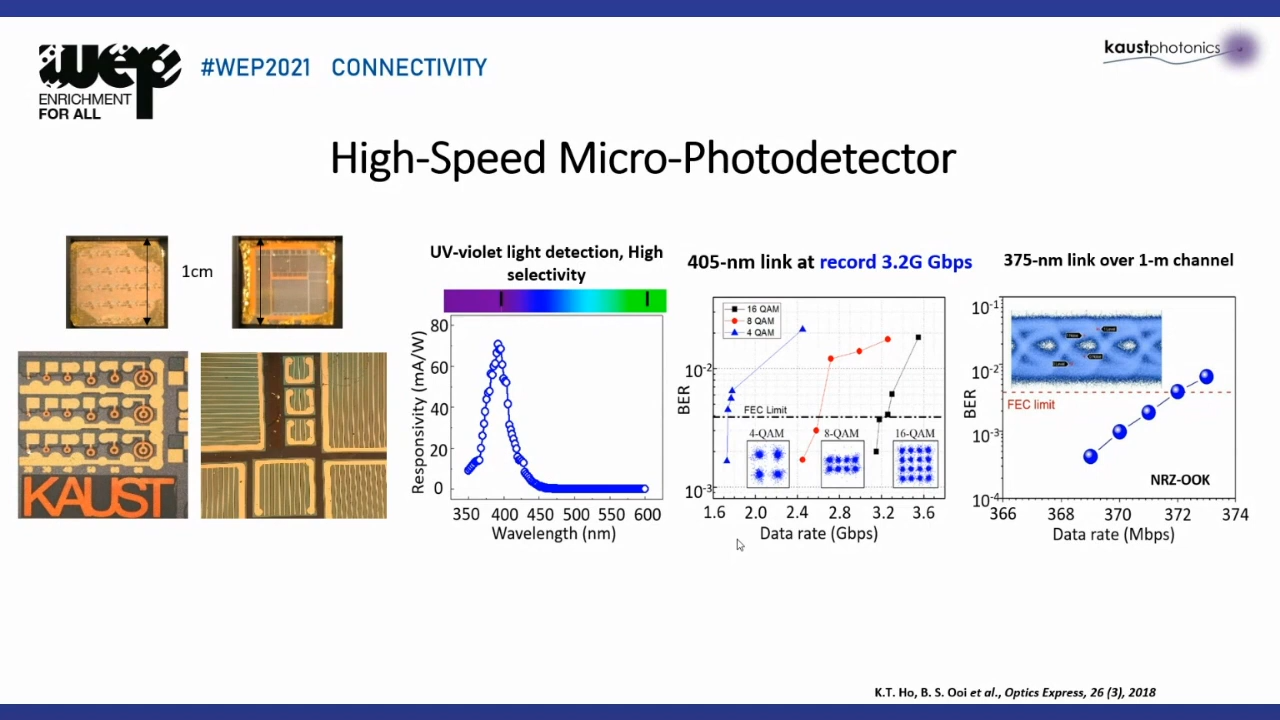 wep
ENRICHMENT
FOR ALL
#WEP2021 CONNECTIVITY
kaustphotonics
High-Speed Micro-Photodetector
1cm
KAUST
UV-violet light detection, High
selectivity
80
60
40
20
0
Responsivity (mA/W)
350 400 450 500 550 600
Wavelength (nm)
405-nm link at record 3.2G Gbps
16 QAM
8 QAM
4 QAM
10-2
10-3
BER
FEC Limit
4-QAM 8-QAM 16-QAM
1.6 2.0 2.4 2.8 3.2 3.6
Data rate (Gbps)
375-nm link over 1-m channel
10-1
10-2
10-3
10-4
BER
FEC limit
NRZ-OOK
366 368 370 372 374
Data rate (Mbps)
K.T. Ho, B. S. Ooi et al., Optics Express, 26 (3), 2018